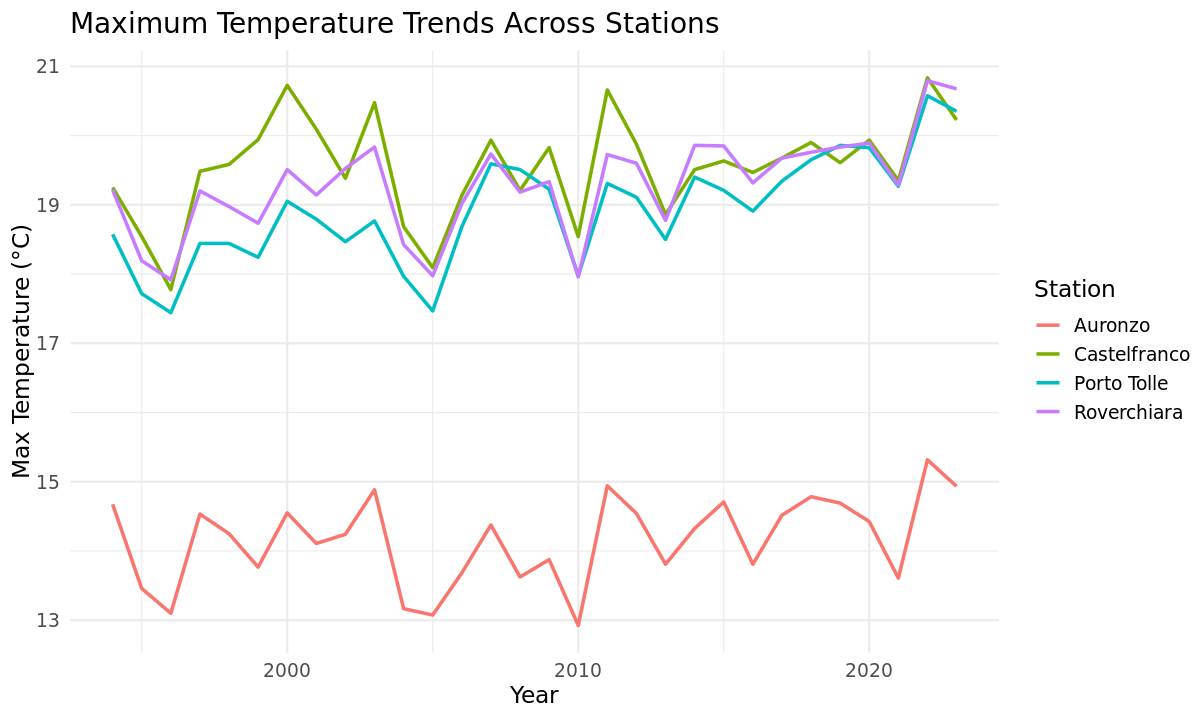 Maximum Temperature Trends Across Stations
Max Temperature (°C)
21
19
17
15
13
2000
2010
2020
Year
Station
Auronzo
Castelfranco
Porto Tolle
Roverchiara